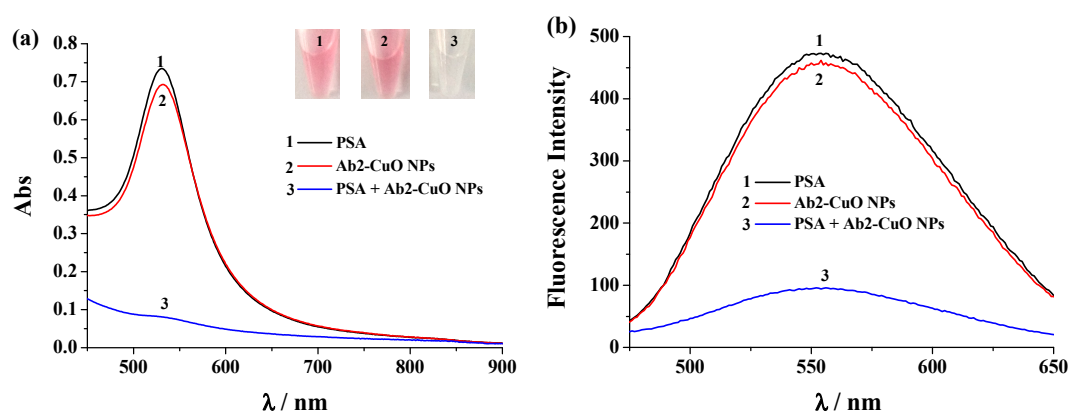 (a)
0.8
0.7
0.6
0.5
0.4
0.3
0.2
0.1
0.0
Abs
500
600
700
800
900
λ / nm
1
2
3
1
2
3
1 PSA
2 Ab2-CuO NPs
3 PSA + Ab2-CuO NPs
(b)
500
400
300
200
100
0
Fluorescence Intensity
500
550
600
650
λ / nm
1
2
3
1 PSA
2 Ab2-CuO NPs
3 PSA + Ab2-CuO NPs